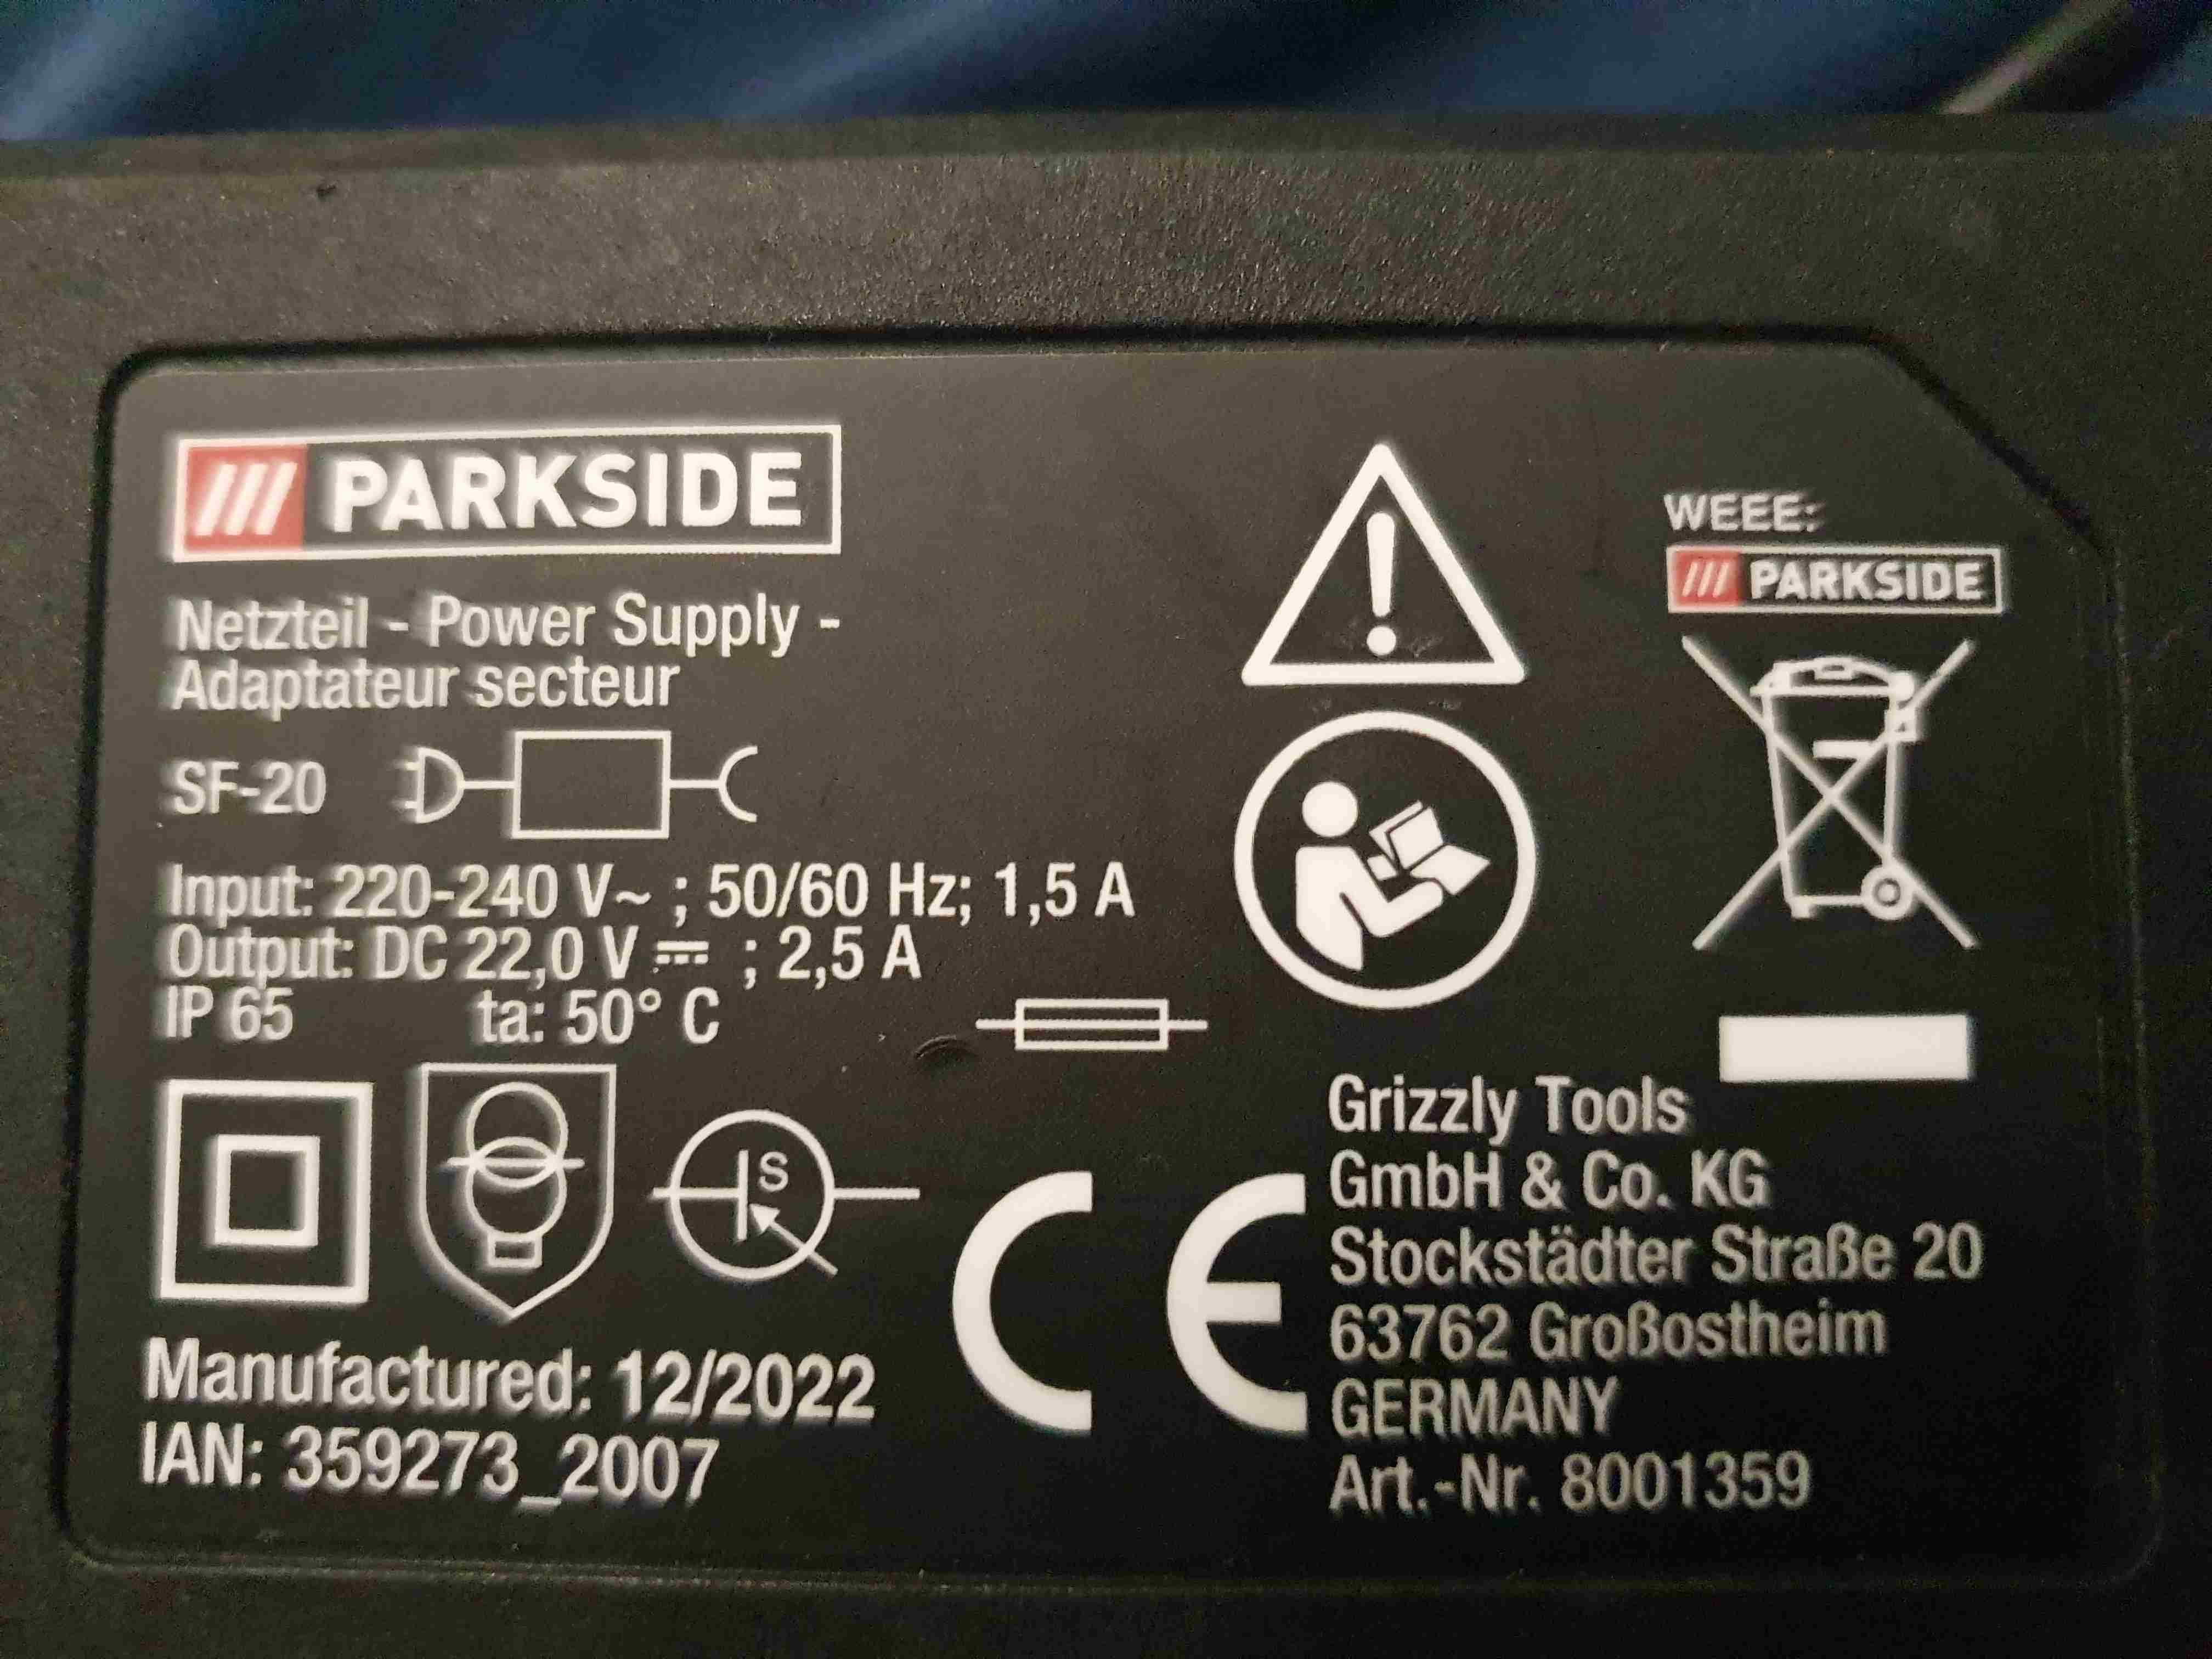 PARKSIDE
Netzteil - Power Supply -
Adaptateur secteur
SF-20
Input: 220-240 V~ ; 50/60 Hz; 1,5 A
Output: DC 22,0 V ⎓ ; 2,5 A
IP 65 ta: 50° C
S
CE
Manufactured: 12/2022
IAN: 359273_2007
WEEE:
PARKSIDE
Grizzly Tools
GmbH & Co. KG
Stockstädter Straße 20
63762 Großostheim
GERMANY
Art.-Nr. 8001359